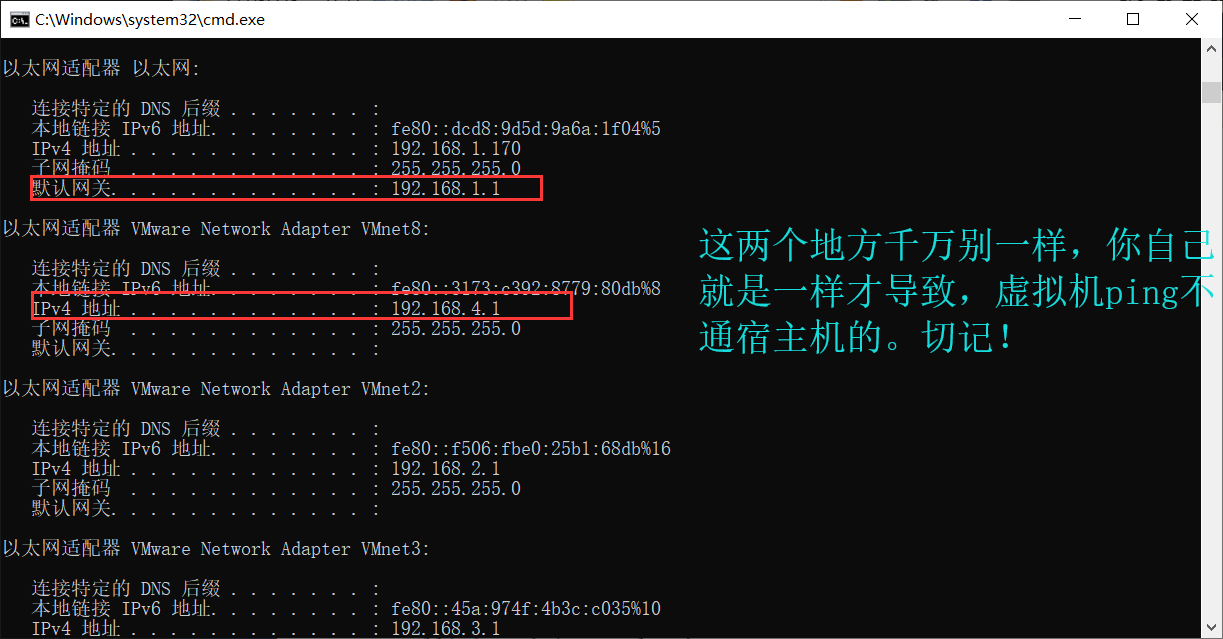 C:\Windows\system32\cmd.exe
以太网适配器 以太网:
连接特定的 DNS 后缀 . . . . . . . :
本地链接 IPv6 地址. . . . . . . . : fe80::dcd8:9d5d:9a6a:1f04%5
IPv4 地址 . . . . . . . . . . . . : 192.168.1.170
子网掩码  . . . . . . . . . . . . : 255.255.255.0
默认网关. . . . . . . . . . . . . : 192.168.1.1
以太网适配器 VMware Network Adapter VMnet8:
连接特定的 DNS 后缀 . . . . . . . :
本地链接 IPv6 地址. . . . . . . . : fe80::3173:c392:8779:80db%8
IPv4 地址 . . . . . . . . . . . . : 192.168.4.1
子网掩码  . . . . . . . . . . . . : 255.255.255.0
默认网关. . . . . . . . . . . . . :
这两个地方千万别一样，你自己
就是一样才导致，虚拟机ping不
通宿主机的。切记！
以太网适配器 VMware Network Adapter VMnet2:
连接特定的 DNS 后缀 . . . . . . . :
本地链接 IPv6 地址. . . . . . . . : fe80::f506:fbe0:25b1:68db%16
IPv4 地址 . . . . . . . . . . . . : 192.168.2.1
子网掩码  . . . . . . . . . . . . : 255.255.255.0
默认网关. . . . . . . . . . . . . :
以太网适配器 VMware Network Adapter VMnet3:
连接特定的 DNS 后缀 . . . . . . . :
本地链接 IPv6 地址. . . . . . . . : fe80::45a:974f:4b3c:c035%10
IPv4 地址 . . . . . . . . . . . . : 192.168.3.1